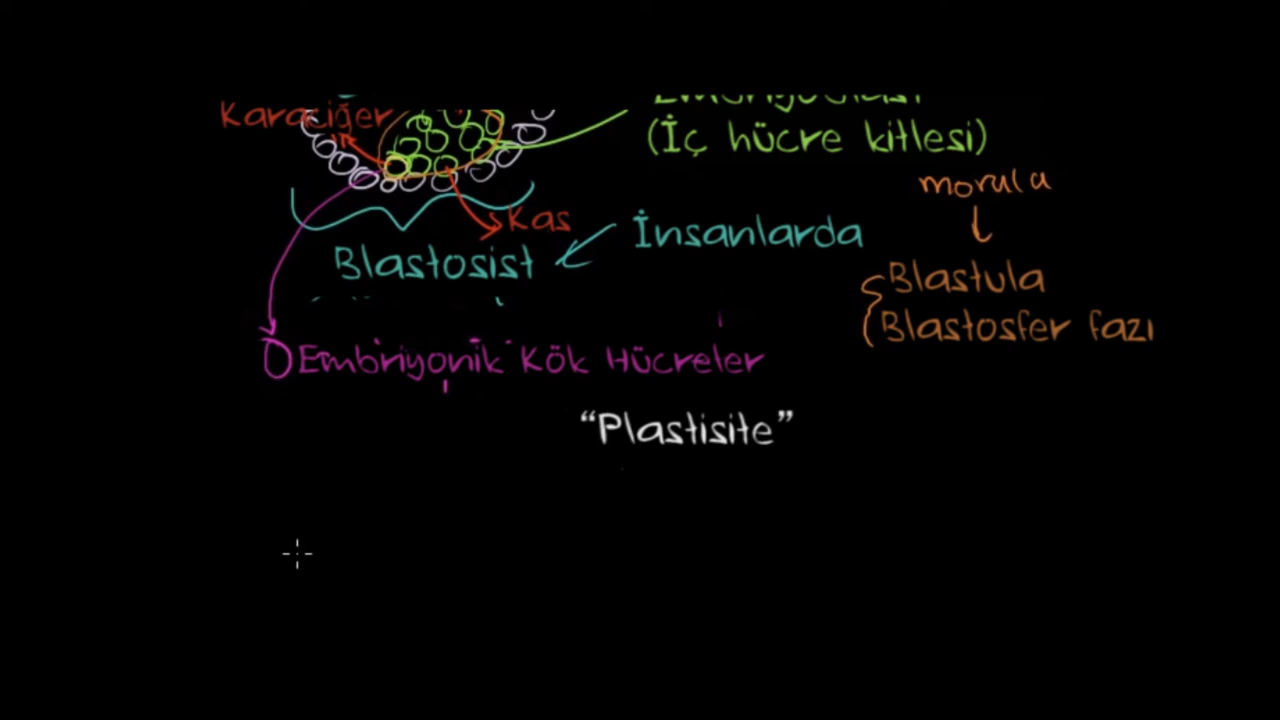 Karaciğer
(İç hücre kitlesi)
morula
Kas
İnsanlarda
Blastosist
Blastula
Blastosfer fazı
Embriyonik Kök Hücreler
“Plastisite”